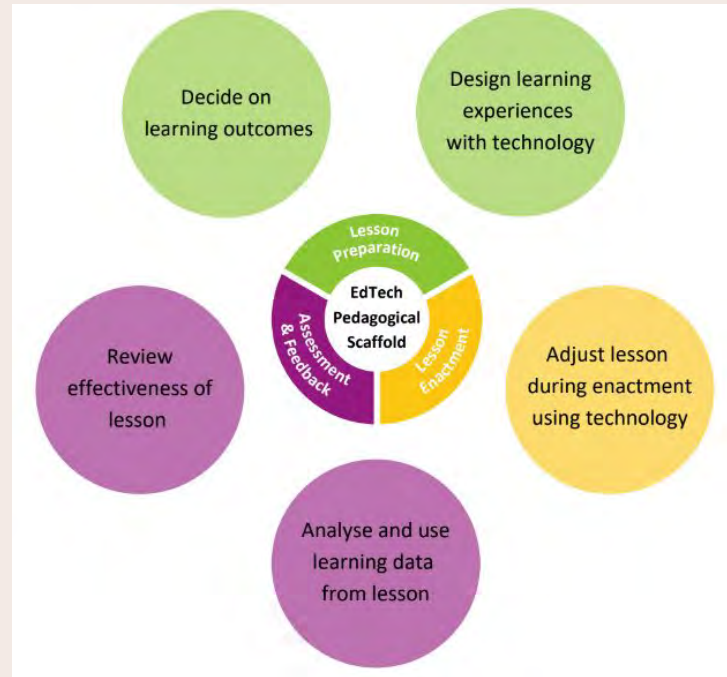 Decide on
learning outcomes
Design learning
experiences
with technology
Lesson
Preparation
EdTech
Pedagogical
Scaffold
Assessment
& Feedback
Lesson
Enactment
Review
effectiveness of
lesson
Adjust lesson
during enactment
using technology
Analyse and use
learning data
from lesson